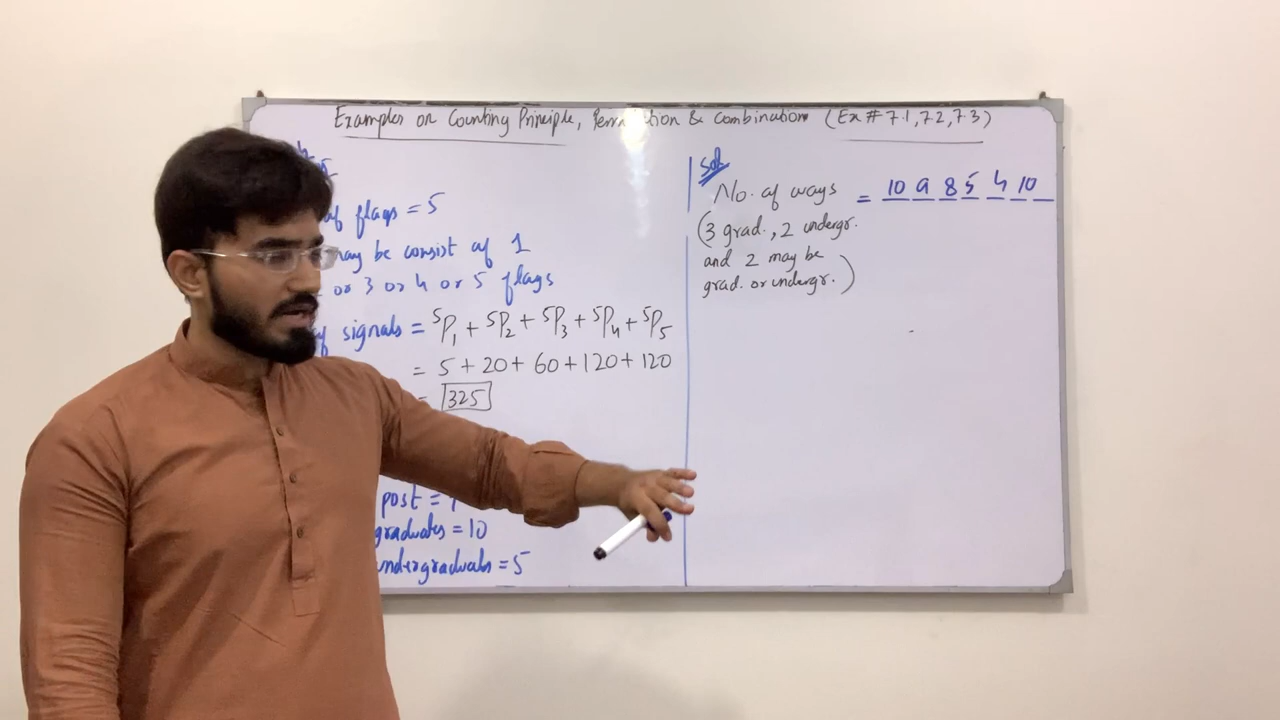 Examples on Counting Principle, & Combination (Ex # 7.1, 7.2, 7.3)
of flags = 5
may be consist of 1
or 3 or 4 or 5 flags
of signals = ⁵P₁ + ⁵P₂ + ⁵P₃ + ⁵P₄ + ⁵P₅
= 5 + 20 + 60 + 120 + 120
= 325
post =
graduates = 10
undergraduates = 5
Sol
No. of ways = 10 9 8 5 4 10
(3 grad., 2 undergr.
and 2 may be
grad. or undergr.)